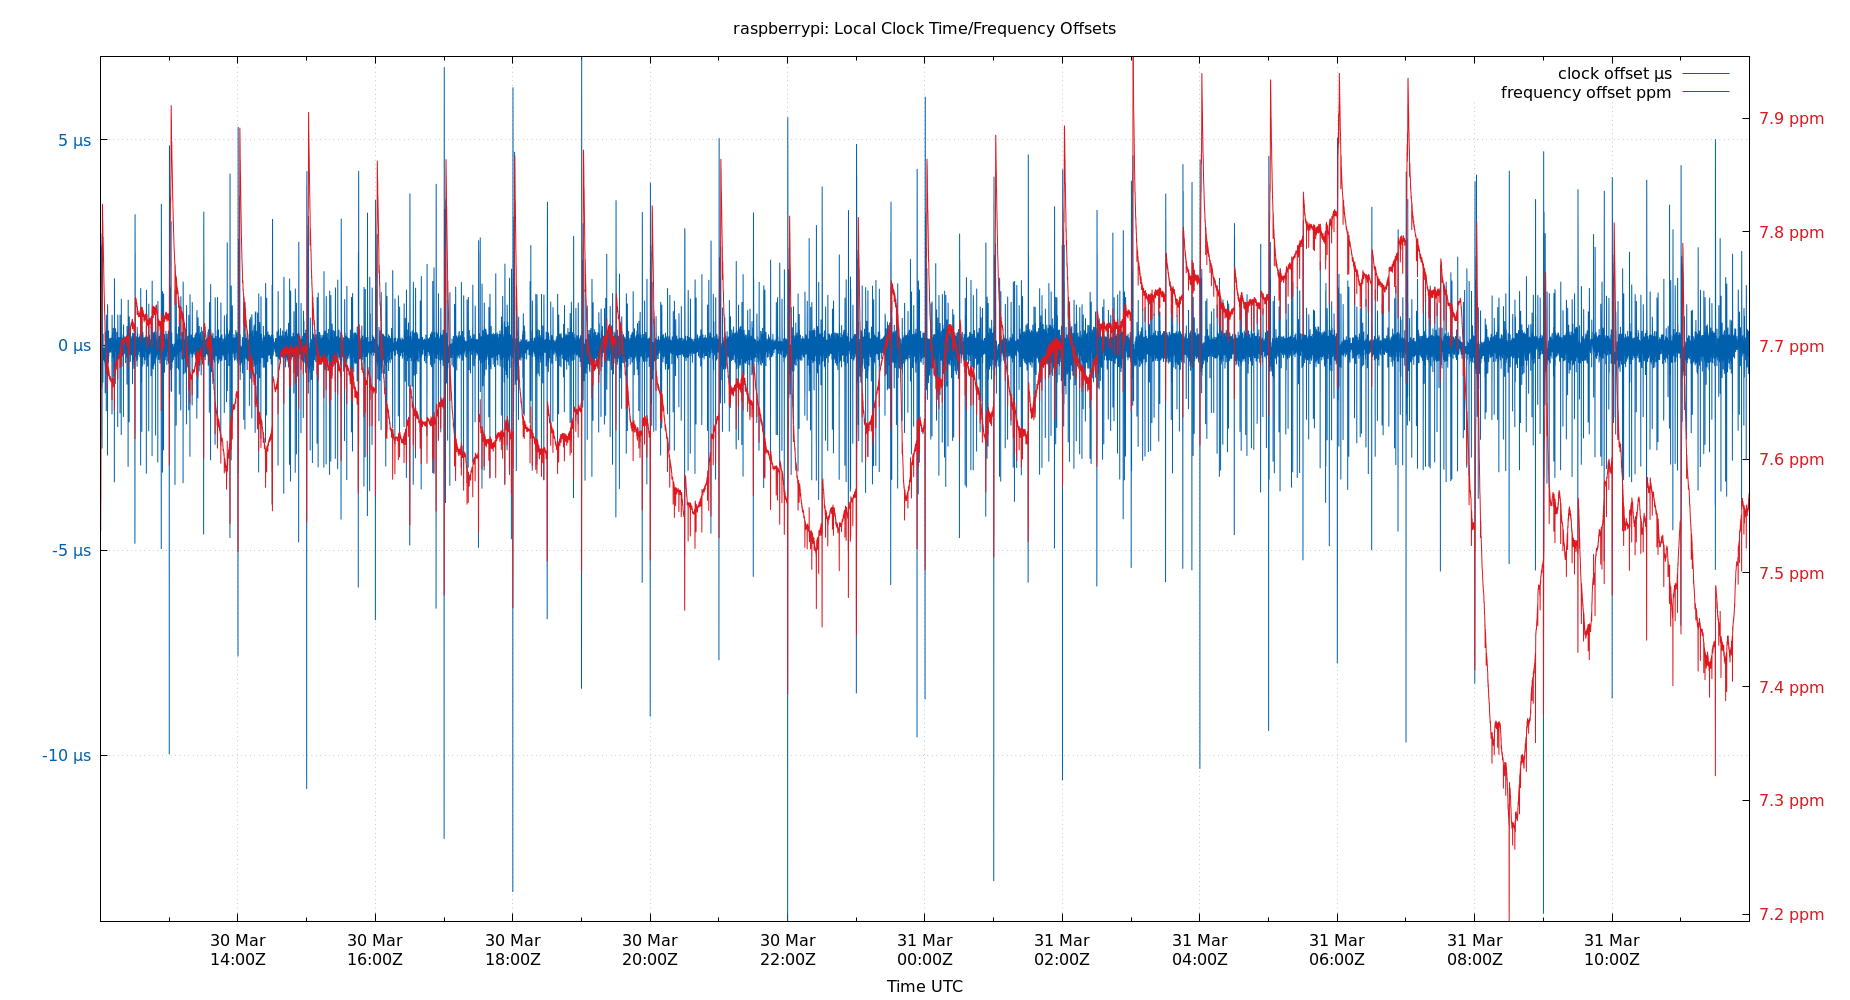 raspberrypi: Local Clock Time/Frequency Offsets
clock offset µs
frequency offset ppm
5 µs
0 µs
-5 µs
-10 µs
7.9 ppm
7.8 ppm
7.7 ppm
7.6 ppm
7.5 ppm
7.4 ppm
7.3 ppm
7.2 ppm
30 Mar
14:00Z
30 Mar
16:00Z
30 Mar
18:00Z
30 Mar
20:00Z
30 Mar
22:00Z
31 Mar
00:00Z
31 Mar
02:00Z
31 Mar
04:00Z
31 Mar
06:00Z
31 Mar
08:00Z
31 Mar
10:00Z
Time UTC